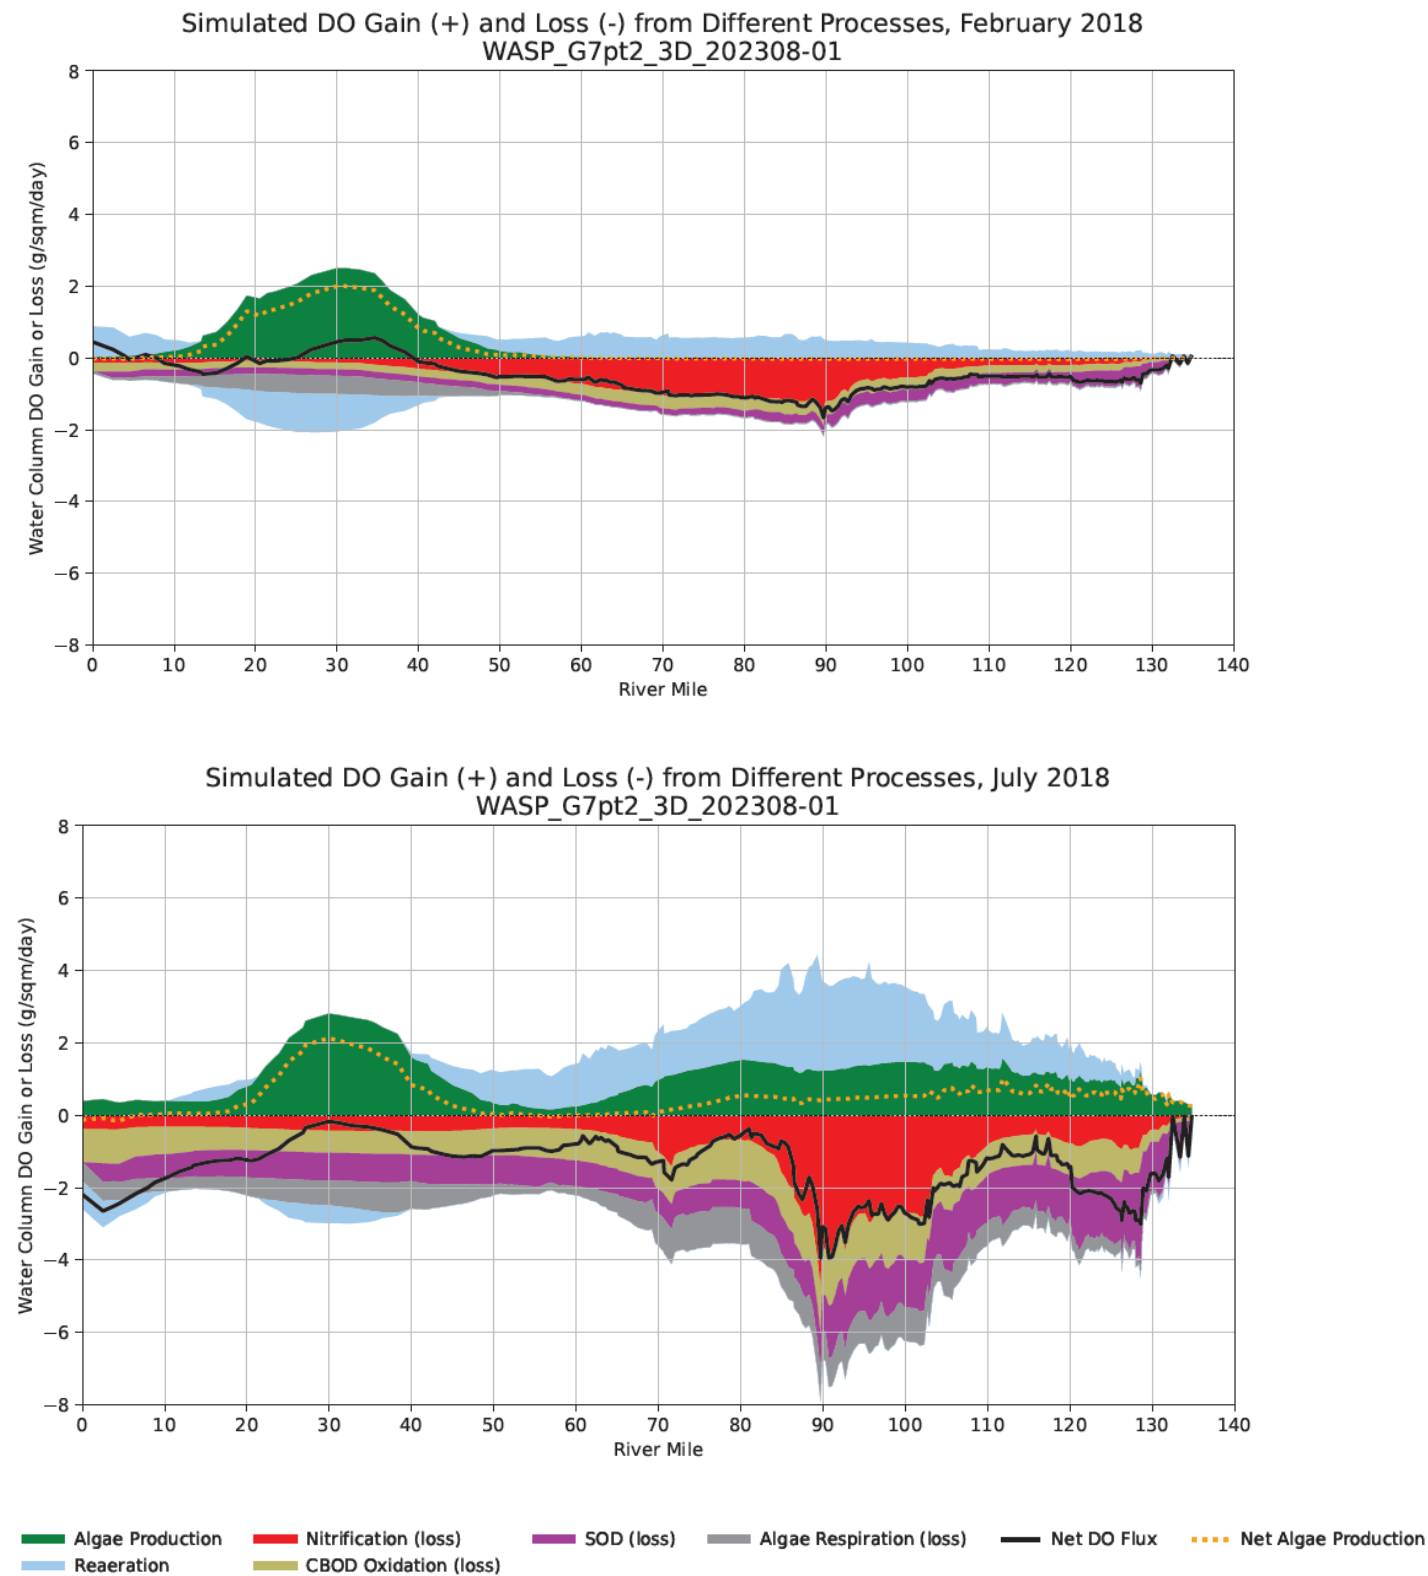 Simulated DO Gain (+) and Loss (-) from Different Processes, February 2018
WASP_G7pt2_3D_202308-01
Water Column DO Gain or Loss (g/sqm/day)
8
6
4
2
0
−2
−4
−6
−8
0 10 20 30 40 50 60 70 80 90 100 110 120 130 140
River Mile
Simulated DO Gain (+) and Loss (-) from Different Processes, July 2018
WASP_G7pt2_3D_202308-01
Water Column DO Gain or Loss (g/sqm/day)
8
6
4
2
0
−2
−4
−6
−8
0 10 20 30 40 50 60 70 80 90 100 110 120 130 140
River Mile
Algae Production Nitrification (loss) SOD (loss) Algae Respiration (loss) Net DO Flux Net Algae Production
Reaeration CBOD Oxidation (loss)